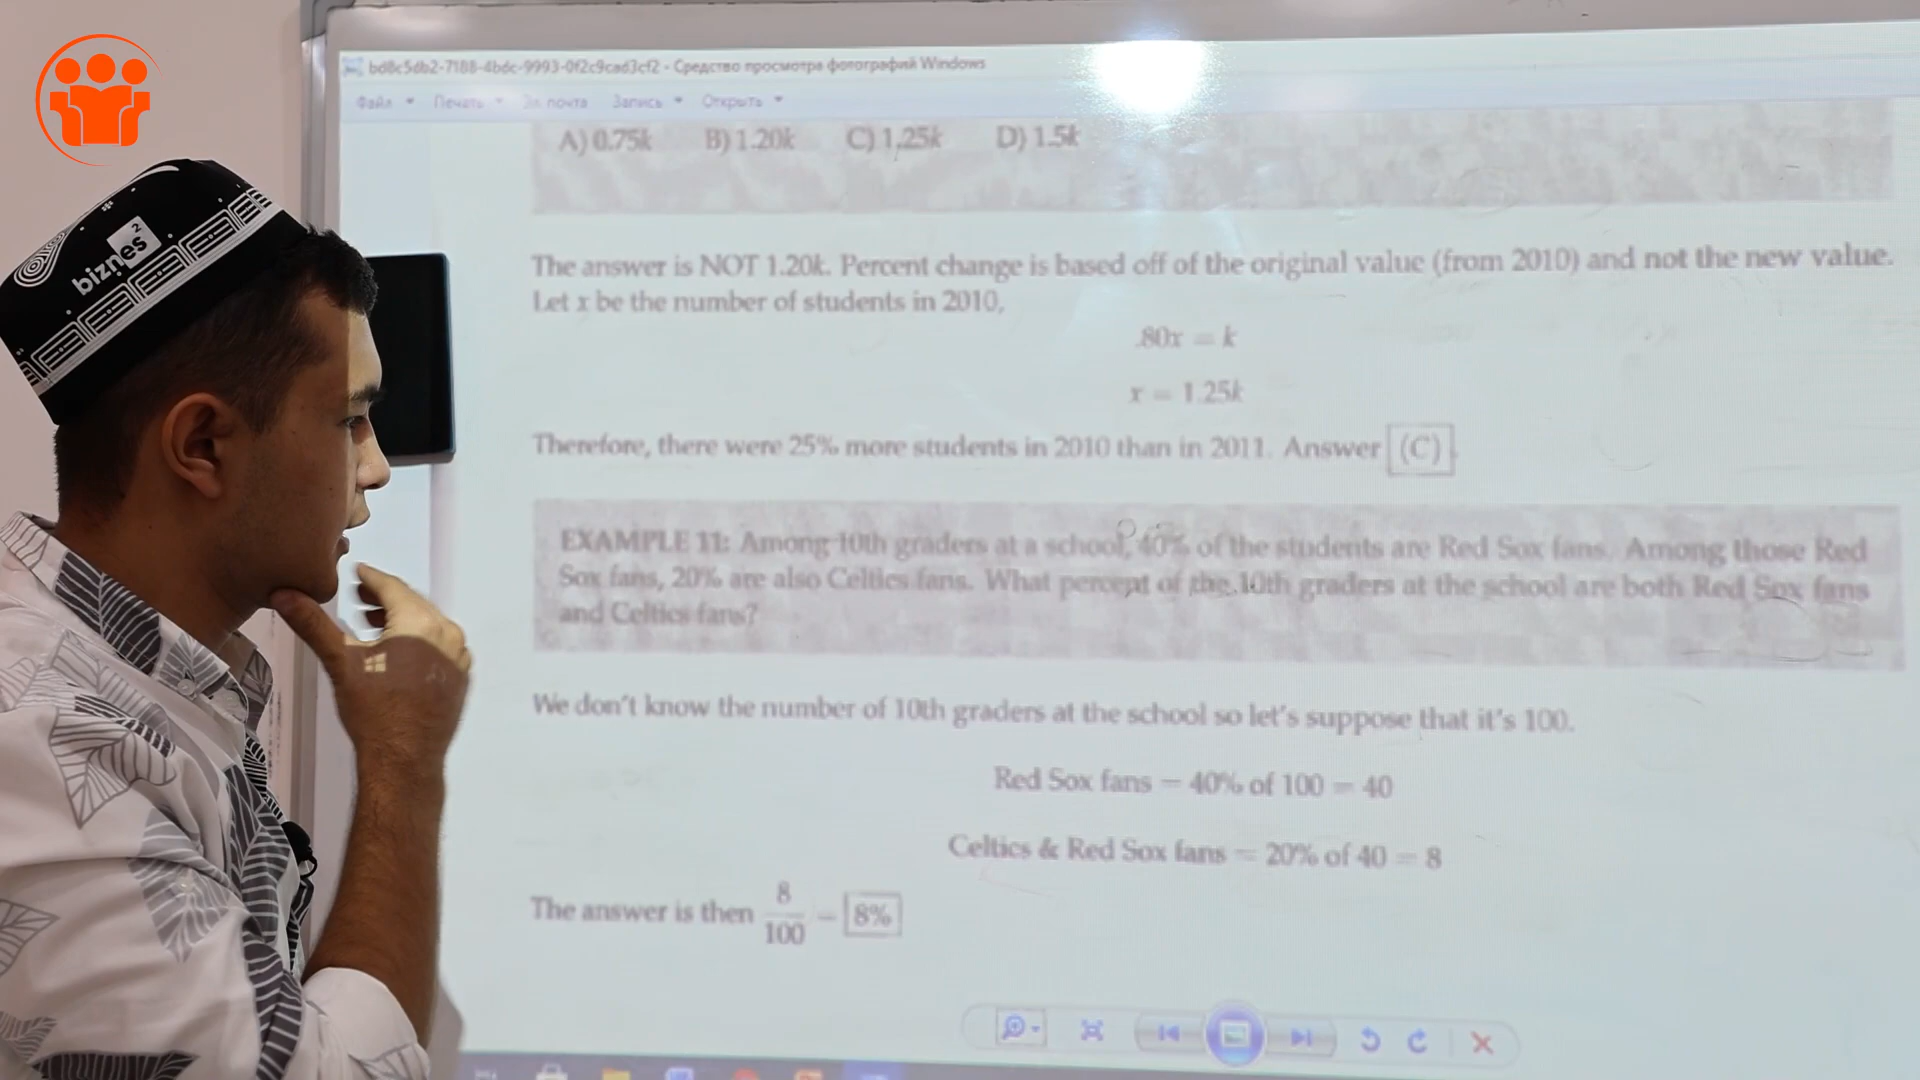 bd8c5db2-7188-4bdc-9993-0f2c9cad3cf2 - Средство просмотра фотографий Windows
Файл Печать Эл. почта Запись Открыть
A) 0.75k B) 1.20k C) 1.25k D) 1.5k
biznes 2
The answer is NOT 1.20k. Percent change is based off of the original value (from 2010) and not the new value.
Let x be the number of students in 2010,
.80x = k
x = 1.25k
Therefore, there were 25% more students in 2010 than in 2011. Answer (C).
EXAMPLE 11: Among 10th graders at a school, 40% of the students are Red Sox fans. Among those Red
Sox fans, 20% are also Celtics fans. What percent of the 10th graders at the school are both Red Sox fans
and Celtics fans?
We don't know the number of 10th graders at the school so let's suppose that it's 100.
Red Sox fans = 40% of 100 = 40
Celtics & Red Sox fans = 20% of 40 = 8
The answer is then 8/100 = 8%